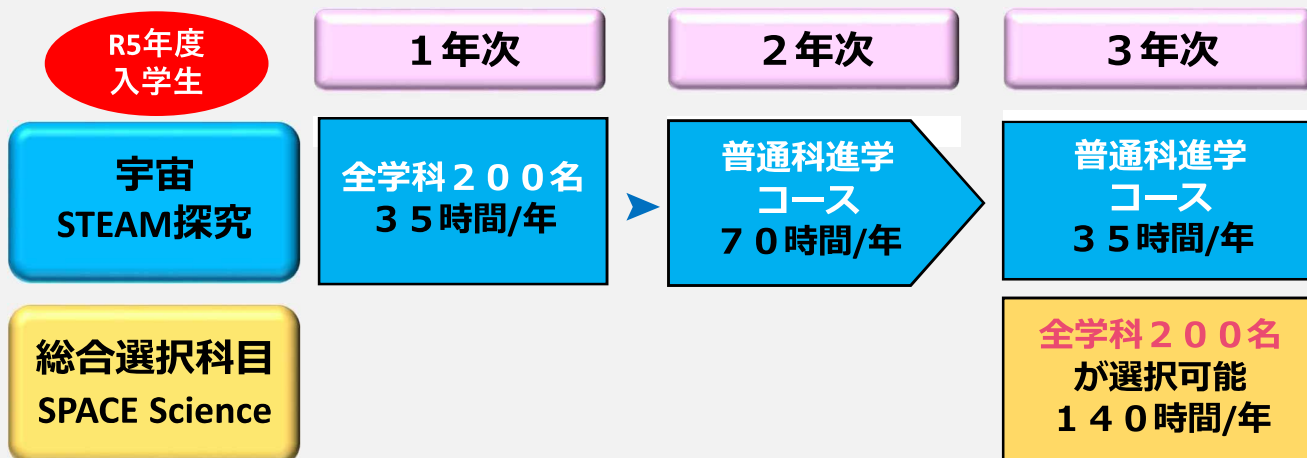 R5年度
入学生
１年次
２年次
３年次
宇宙
STEAM探究
全学科２００名
３５時間/年
普通科進学
コース
７０時間/年
普通科進学
コース
３５時間/年
総合選択科目
SPACE Science
全学科２００名
が選択可能
１４０時間/年